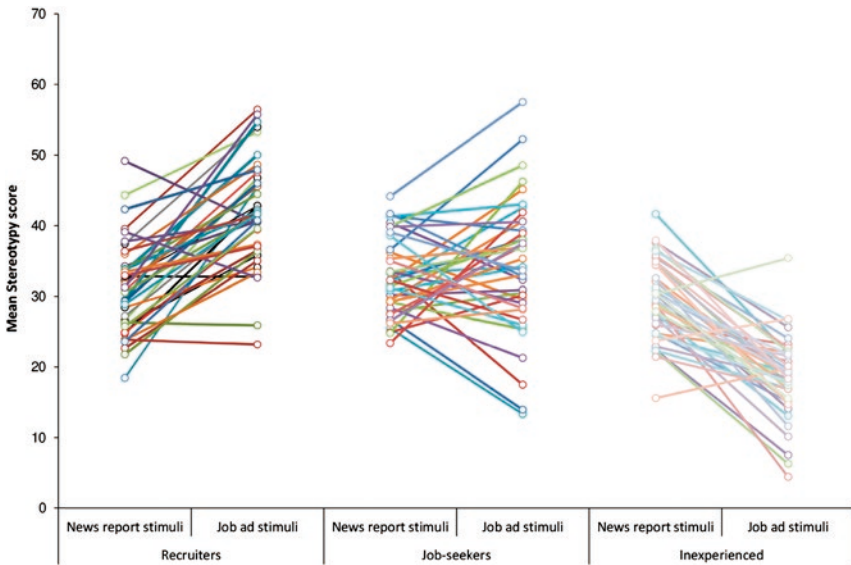 70
60
50
40
30
20
10
0
Mean Stereotypy score
News report stimuli Job ad stimuli News report stimuli Job ad stimuli News report stimuli Job ad stimuli
Recruiters Job-seekers Inexperienced